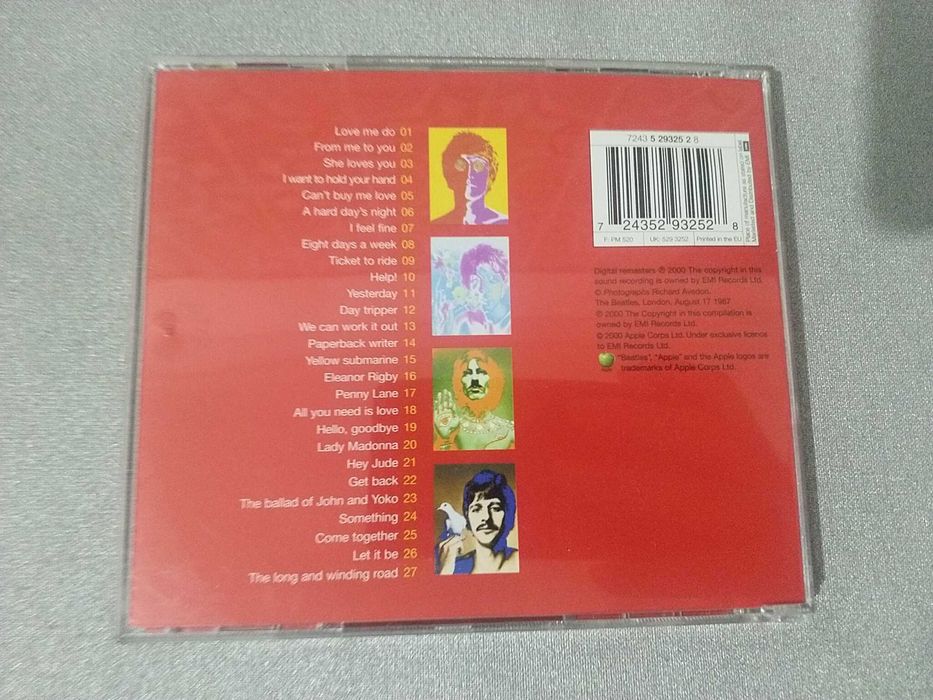 Love me do 01
From me to you 02
She loves you 03
I want to hold your hand 04
Can't buy me love 05
A hard day's night 06
I feel fine 07
Eight days a week 08
Ticket to ride 09
Help! 10
Yesterday 11
Day tripper 12
We can work it out 13
Paperback writer 14
Yellow submarine 15
Eleanor Rigby 16
Penny Lane 17
All you need is love 18
Hello, goodbye 19
Lady Madonna 20
Hey Jude 21
Get back 22
The ballad of John and Yoko 23
Something 24
Come together 25
Let it be 26
The long and winding road 27
7243 5 29325 2 8
7 24352 93252 8
F: PM 520
UK: 529 3252
Printed in the EU
Digital remasters ℗ 2000 The copyright in this
sound recording is owned by EMI Records Ltd.
© Photographs Richard Avedon,
The Beatles, London, August 17 1967
℗ 2000 The Copyright in this compilation is
owned by EMI Records Ltd.
© 2000 Apple Corps Ltd. Under exclusive licence
to EMI Records Ltd.
"Beatles", "Apple" and the Apple logos are
trademarks of Apple Corps Ltd.